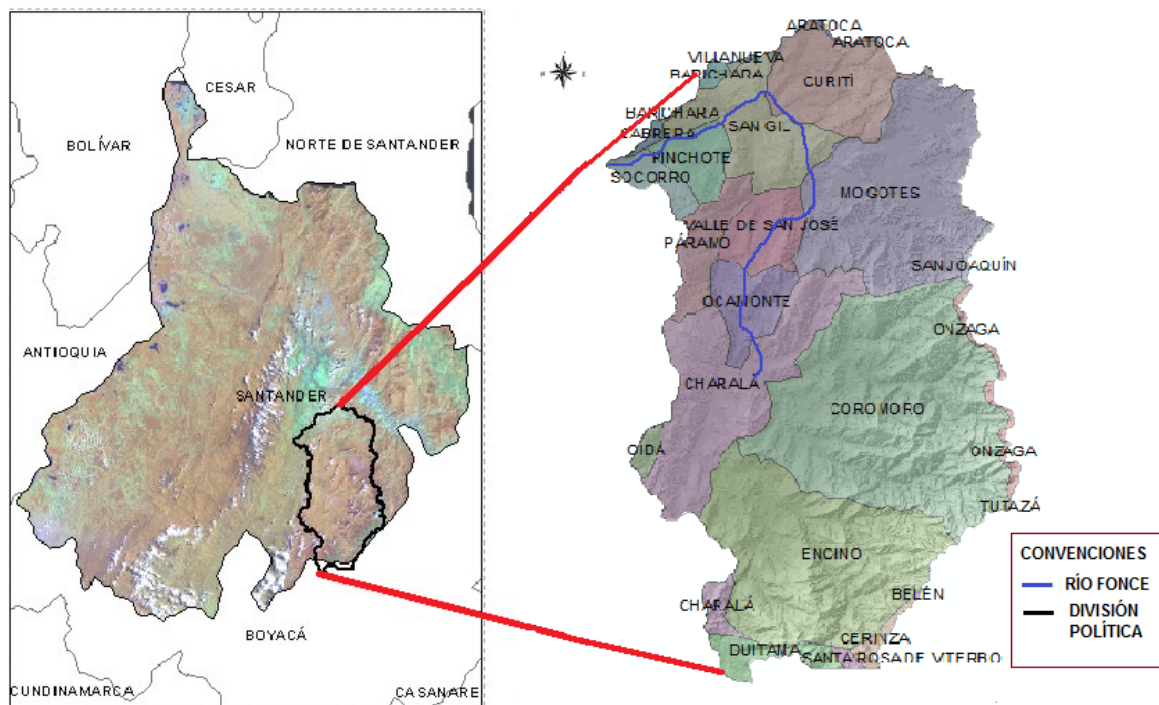 CESAR
BOLÍVAR
NORTE DE SANTANDER
ANTIOQUIA
SANTANDER
BOYACÁ
CUNDINAMARCA
CASANARE
ARATOCA
ARATOCA
VILLANUEVA
BARICHARA
CURITÍ
BARICHARA
SAN GIL
CABRERA
PINCHOTE
SOCORRO
MOGOTES
VALLE DE SAN JOSÉ
PÁRAMO
SAN JOAQUÍN
OCAMONTE
ONZAGA
CHARALÁ
COROMORO
OIBA
ONZAGA
TUTAZÁ
ENCINO
BELÉN
CHARALÁ
CERINZA
DUITAMA
SANTA ROSA DE VITERBO
CONVENCIONES
RÍO FONCE
DIVISIÓN
POLÍTICA